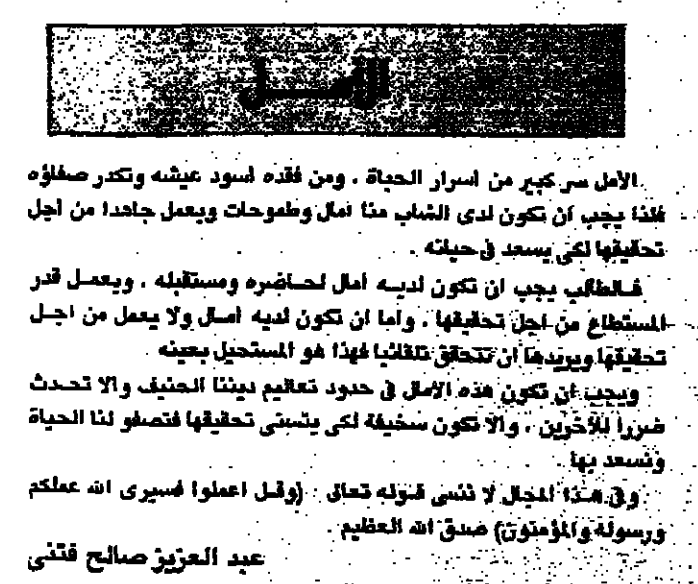 الأمل
الأمل سر كبير من اسرار الحياة . ومن فقده اسود عيشه وتكدر صفاؤه
فلذا يجب ان تكون لدى الشاب منا امال وطموحات ويعمل جاهدا من اجل
تحقيقها لكي يسعد في حياته .
فالطالب يجب ان تكون لديه امال لحاضره ومستقبله . ويعمل قدر
المستطاع من اجل تحقيقها . واما ان تكون لديه امال ولا يعمل من اجل
تحقيقها ويريدها ان تتحقق تلقائيا فهذا هو المستحيل بعينه
ويجب ان تكون هذه الامال في حدود تعاليم ديننا الحنيف والا تحدث
ضررا للآخرين . والا تكون سخيفة لكى يتسنى تحقيقها فتصفو لنا الحياة
ونسعد بها .
وفي هذا المجال لا ننسى قوله تعالى : (وقل اعملوا فسيرى الله عملكم
ورسوله والمؤمنون) صدق الله العظيم .
عبد العزيز صالح فتني